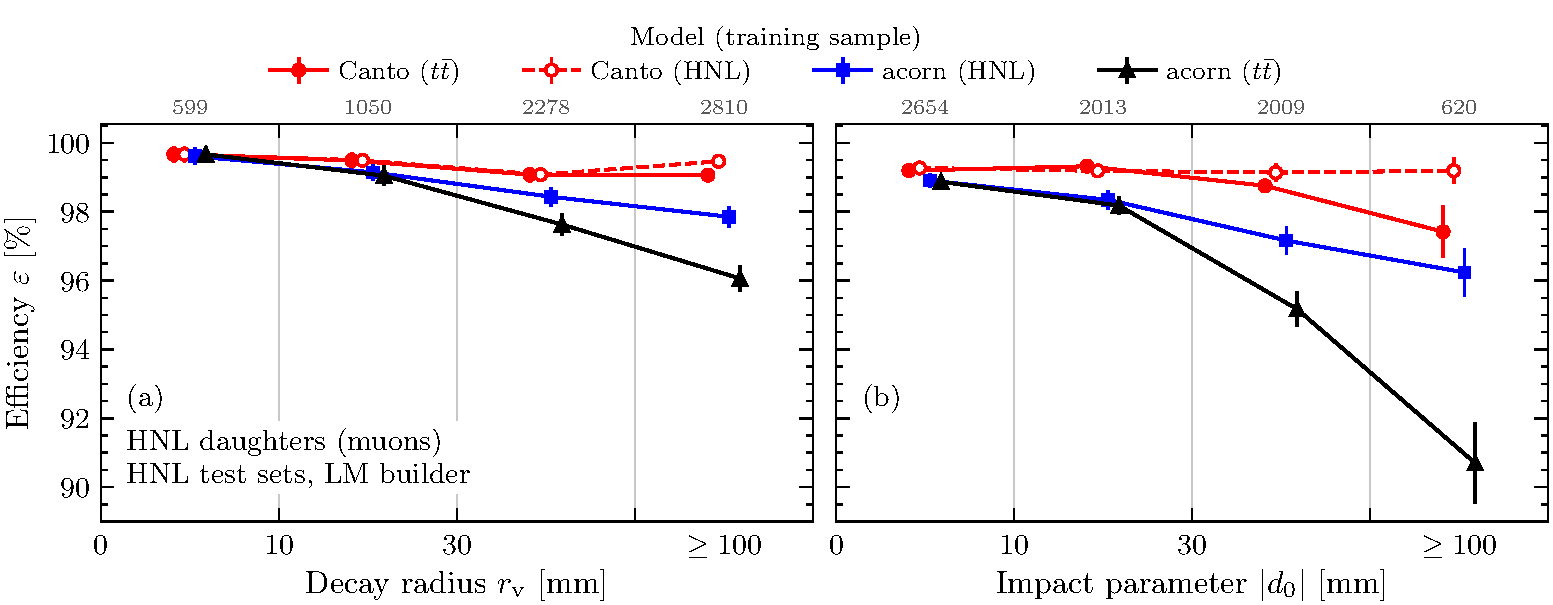 Model (training sample)
Canto (tt̄) Canto (HNL) acorn (HNL) acorn (tt̄)
599 1050 2278 2810 2654 2013 2009 620
100
98
96
94
92
90
Efficiency ε [%]
(a) (b)
HNL daughters (muons)
HNL test sets, LM builder
0 10 30 ≥ 100 0 10 30 ≥ 100
Decay radius r_v [mm] Impact parameter |d_0| [mm]